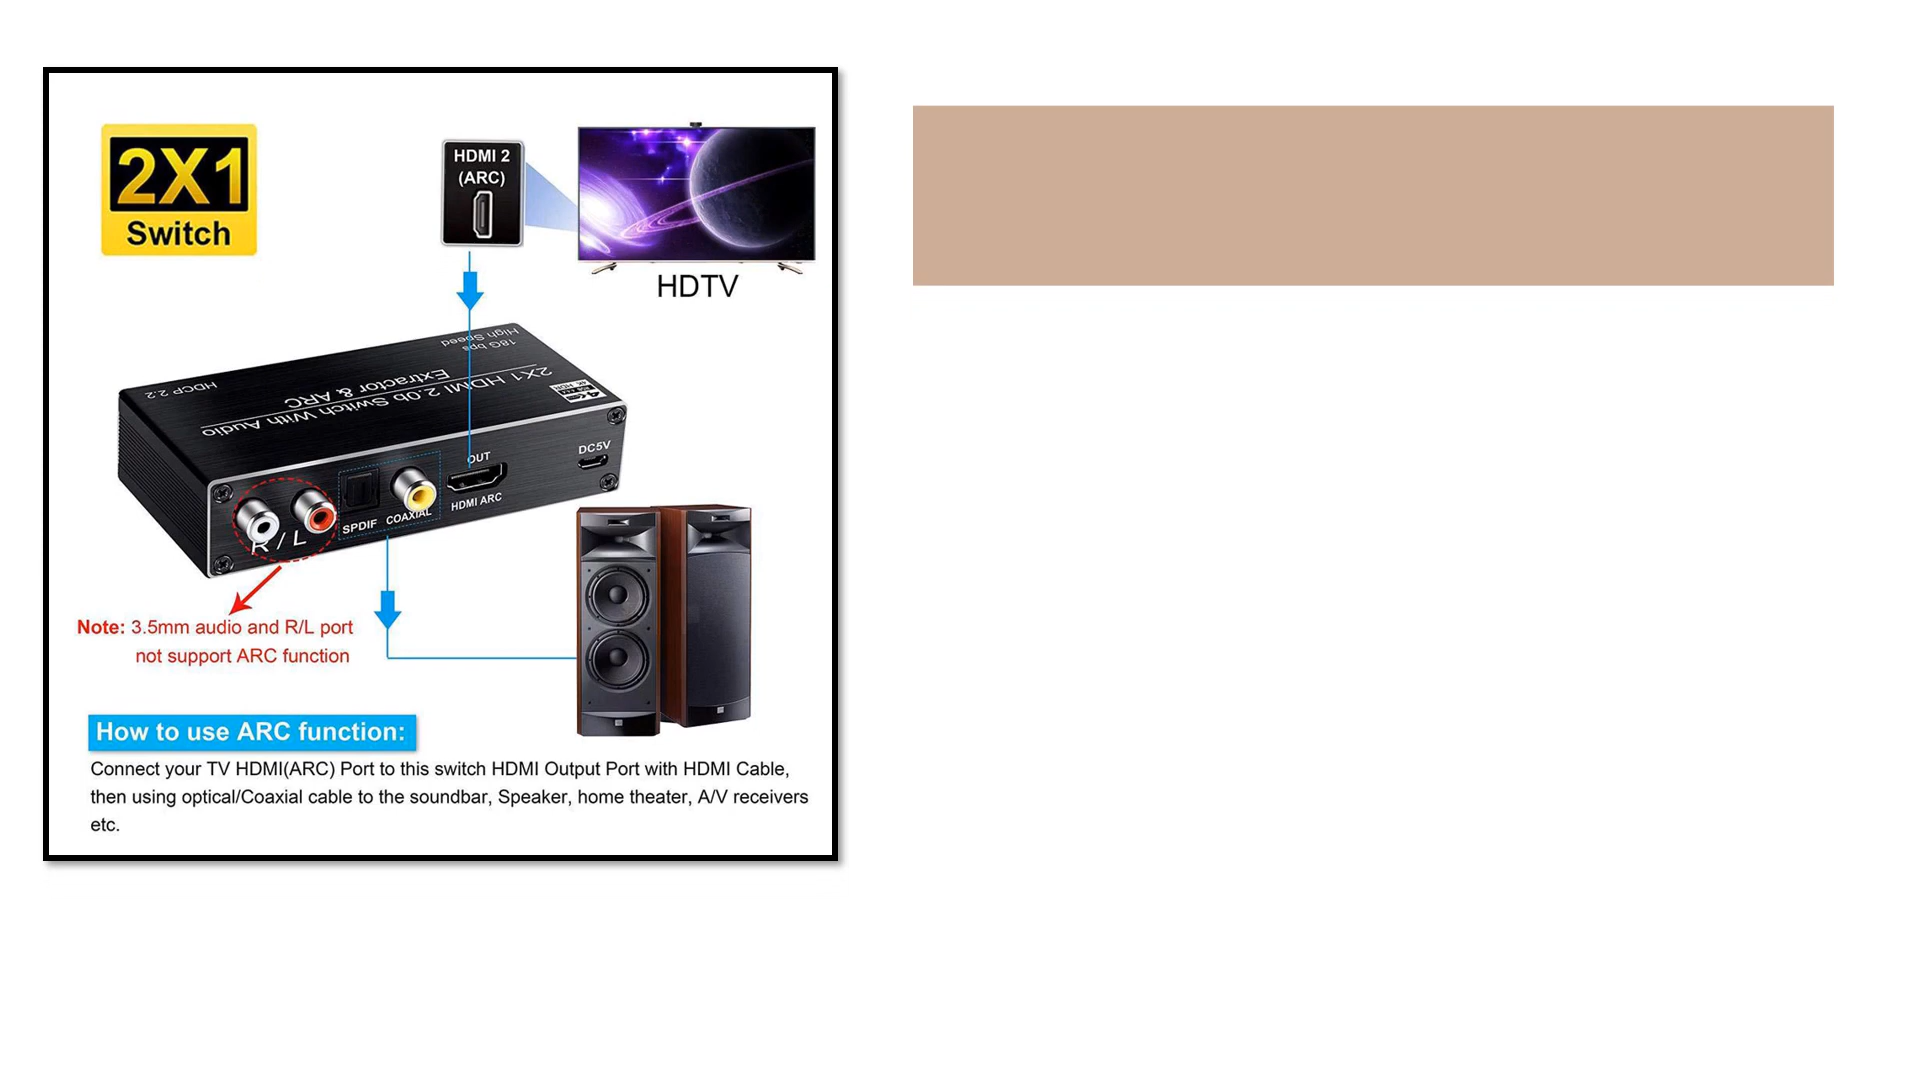 2X1
Switch
HDMI 2
(ARC)
HDTV
18G bps
High Speed
HDCP 2.2
2X1 HDMI 2.0b Switch With Audio
Extractor & ARC
DC5V
OUT
HDMI ARC
COAXIAL
SPDIF
R / L
Note: 3.5mm audio and R/L port
not support ARC function
How to use ARC function:
Connect your TV HDMI(ARC) Port to this switch HDMI Output Port with HDMI Cable,
then using optical/Coaxial cable to the soundbar, Speaker, home theater, A/V receivers
etc.